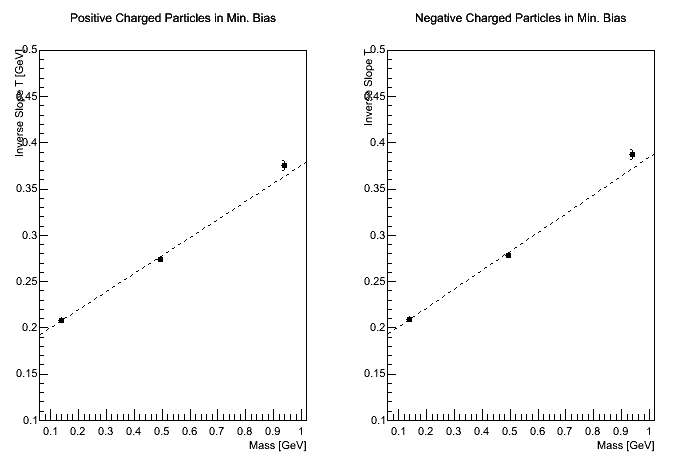 Positive Charged Particles in Min. Bias
Inverse Slope T [GeV]
0.5
0.45
0.4
0.35
0.3
0.25
0.2
0.15
0.1
0.1 0.2 0.3 0.4 0.5 0.6 0.7 0.8 0.9 1
Mass [GeV]
Negative Charged Particles in Min. Bias
Inverse Slope T
0.5
0.45
0.4
0.35
0.3
0.25
0.2
0.15
0.1
0.1 0.2 0.3 0.4 0.5 0.6 0.7 0.8 0.9 1
Mass [GeV]